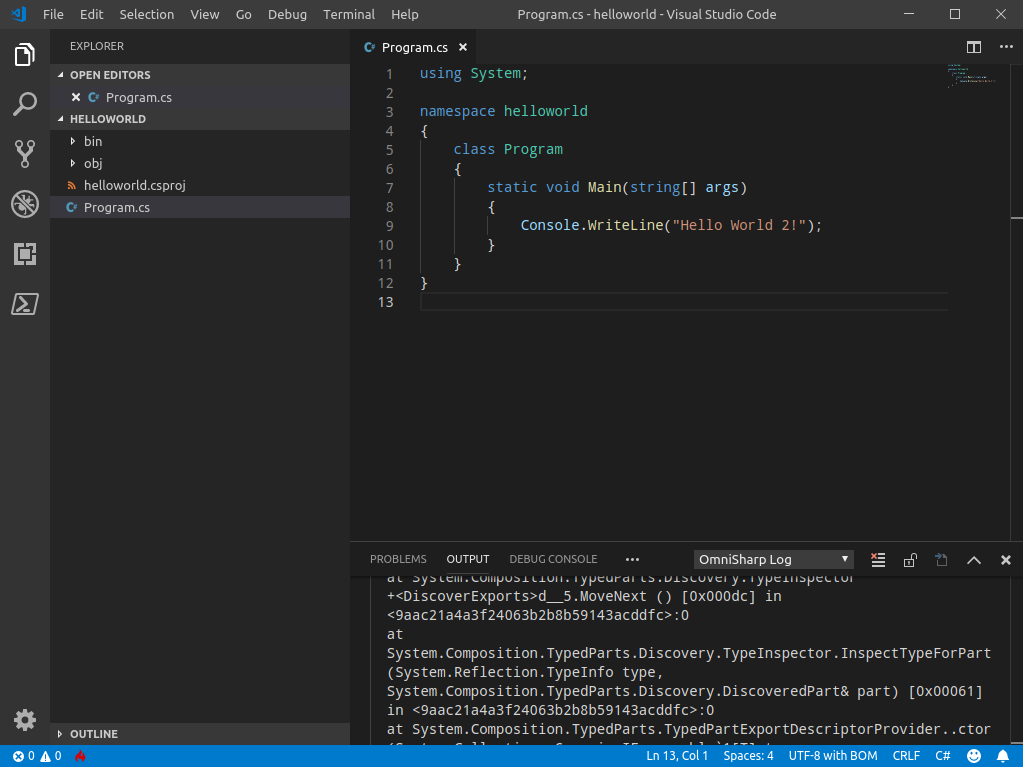 File Edit Selection View Go Debug Terminal Help Program.cs - helloworld - Visual Studio Code
EXPLORER
OPEN EDITORS
Program.cs
HELLOWORLD
bin
obj
helloworld.csproj
Program.cs
OUTLINE
Program.cs
1 using System;
2
3 namespace helloworld
4 {
5 class Program
6 {
7 static void Main(string[] args)
8 {
9 Console.WriteLine("Hello World 2!");
10 }
11 }
12 }
13
PROBLEMS OUTPUT DEBUG CONSOLE OmniSharp Log
at System.Composition.TypedParts.Discovery.TypeInspector
+<DiscoverExports>d__5.MoveNext () [0x000dc] in
<9aac21a4a3f24063b2b8b59143acddfc>:0
at
System.Composition.TypedParts.Discovery.TypeInspector.InspectTypeForPart
(System.Reflection.TypeInfo type,
System.Composition.TypedParts.Discovery.DiscoveredPart& part) [0x00061]
in <9aac21a4a3f24063b2b8b59143acddfc>:0
at System.Composition.TypedParts.TypedPartExportDescriptorProvider..ctor
0 0 Ln 13, Col 1 Spaces: 4 UTF-8 with BOM CRLF C#